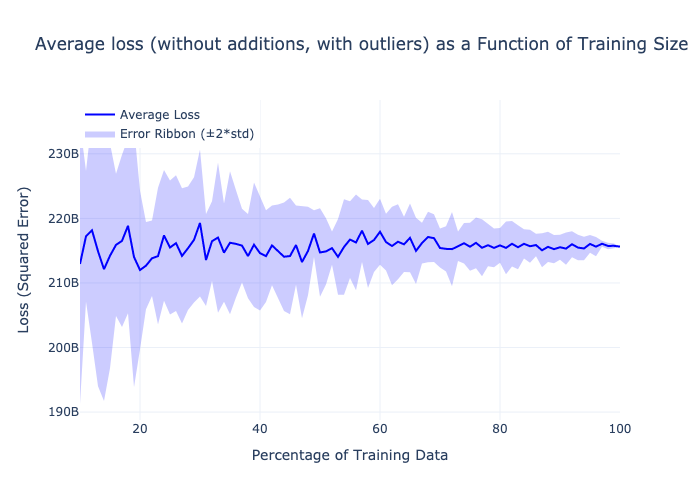 Average loss (without additions, with outliers) as a Function of Training Size
Average Loss
Error Ribbon (±2*std)
230B
220B
210B
200B
190B
Loss (Squared Error)
20
40
60
80
100
Percentage of Training Data